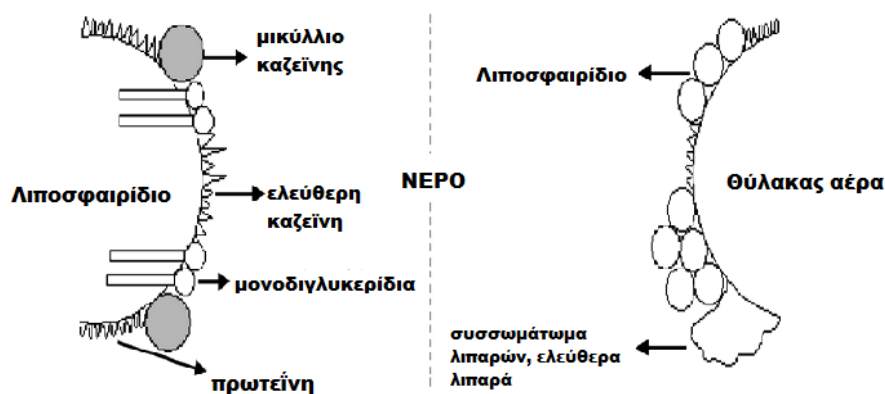 μικύλλιο
καζεΐνης
Λιποσφαιρίδιο
ελεύθερη
καζεΐνη
μονοδιγλυκερίδια
πρωτεΐνη
ΝΕΡΟ
Λιποσφαιρίδιο
Θύλακας αέρα
συσσωμάτωμα
λιπαρών, ελεύθερα
λιπαρά